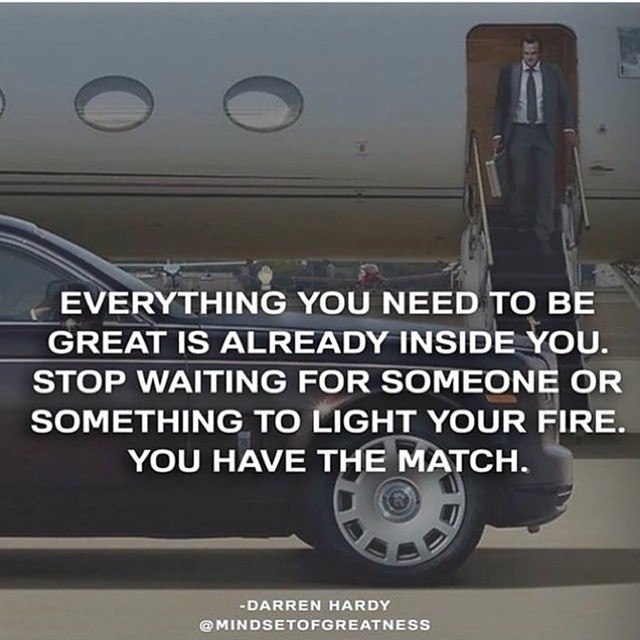 EVERYTHING YOU NEED TO BE
GREAT IS ALREADY INSIDE YOU.
STOP WAITING FOR SOMEONE OR
SOMETHING TO LIGHT YOUR FIRE.
YOU HAVE THE MATCH.
-DARREN HARDY
@MINDSETOFGREATNESS